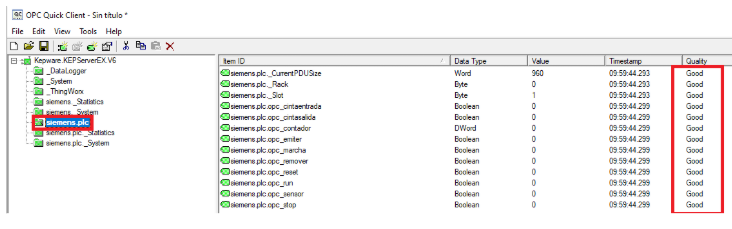 OPC Quick Client - Sin título *
File Edit View Tools Help
Kepware.KEPServerEX.V6
_DataLogger
_System
_ThingWorx
siemens._Statistics
siemens._System
siemens.plc
siemens.plc._Statistics
siemens.plc._System
Item ID Data Type Value Timestamp Quality
siemens.plc._CurrentPDUSize Word 960 09:59:44.293 Good
siemens.plc._Rack Byte 0 09:59:44.293 Good
siemens.plc._Slot Byte 1 09:59:44.293 Good
siemens.plc.opc_cintaentrada Boolean 0 09:59:44.299 Good
siemens.plc.opc_cintasalida Boolean 0 09:59:44.299 Good
siemens.plc.opc_contador DWord 0 09:59:44.299 Good
siemens.plc.opc_emiter Boolean 0 09:59:44.299 Good
siemens.plc.opc_marcha Boolean 0 09:59:44.299 Good
siemens.plc.opc_remover Boolean 0 09:59:44.299 Good
siemens.plc.opc_reset Boolean 0 09:59:44.299 Good
siemens.plc.opc_run Boolean 0 09:59:44.299 Good
siemens.plc.opc_sensor Boolean 0 09:59:44.299 Good
siemens.plc.opc_stop Boolean 0 09:59:44.299 Good